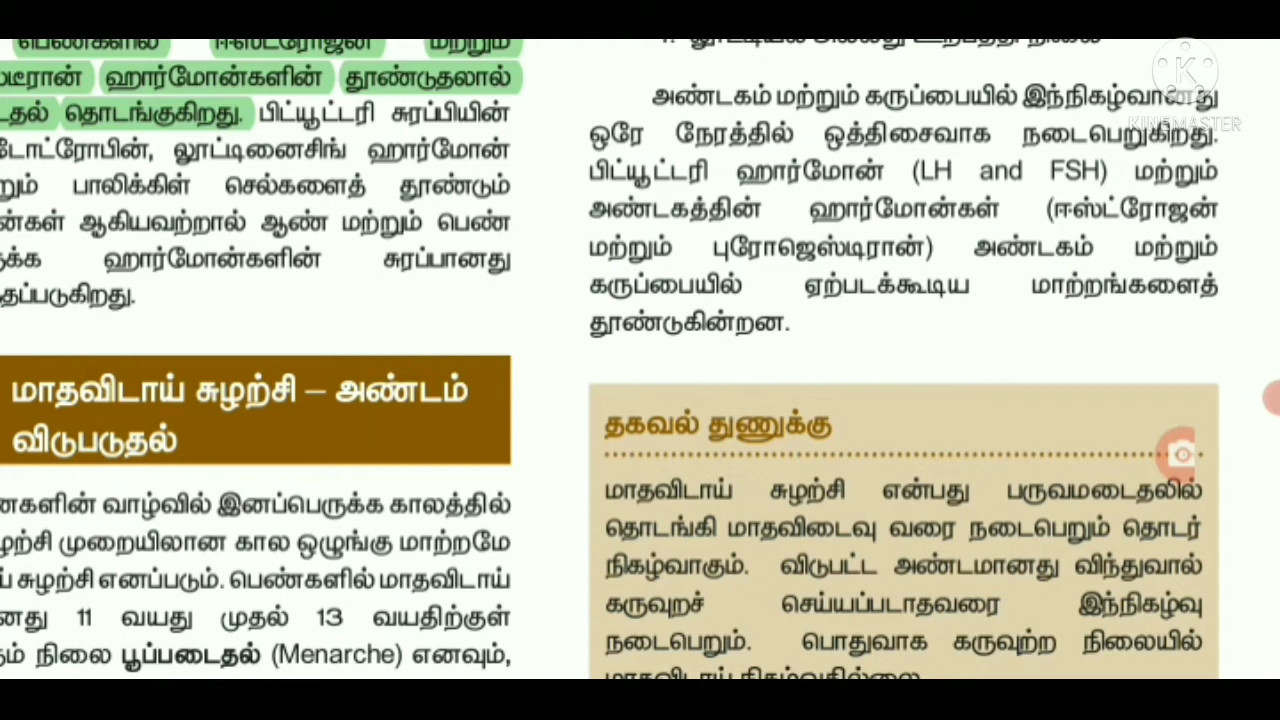 பெண்களில் ஈஸ்ட்ரோஜன் மற்றும்
ஹார்மோன்களின் தூண்டுதலால்
தொடங்குகிறது. பிட்யூட்டரி சுரப்பியின்
லூட்டினைசிங் ஹார்மோன்
பாலிக்கிள் செல்களைத் தூண்டும்
ஆகியவற்றால் ஆண் மற்றும் பெண்
ஹார்மோன்களின் சுரப்பானது
மாதவிடாய் சுழற்சி – அண்டம்
விடுபடுதல்
வாழ்வில் இனப்பெருக்க காலத்தில்
முறையிலான கால ஒழுங்கு மாற்றமே
சுழற்சி எனப்படும். பெண்களில் மாதவிடாய்
11 வயது முதல் 13 வயதிற்குள்
நிலை பூப்படைதல் (Menarche) எனவும்,
அண்டகம் மற்றும் கருப்பையில் இந்நிகழ்வானது
ஒரே நேரத்தில் ஒத்திசைவாக நடைபெறுகிறது.
பிட்யூட்டரி ஹார்மோன் (LH and FSH) மற்றும்
அண்டகத்தின் ஹார்மோன்கள் (ஈஸ்ட்ரோஜன்
மற்றும் புரோஜெஸ்டிரான்) அண்டகம் மற்றும்
கருப்பையில் ஏற்படக்கூடிய மாற்றங்களைத்
தூண்டுகின்றன.
தகவல் துணுக்கு
மாதவிடாய் சுழற்சி என்பது பருவமடைதலில்
தொடங்கி மாதவிடைவு வரை நடைபெறும் தொடர்
நிகழ்வாகும். விடுபட்ட அண்டமானது விந்துவால்
கருவுறச் செய்யப்படாதவரை இந்நிகழ்வு
நடைபெறும். பொதுவாக கருவுற்ற நிலையில்
KINEMASTER